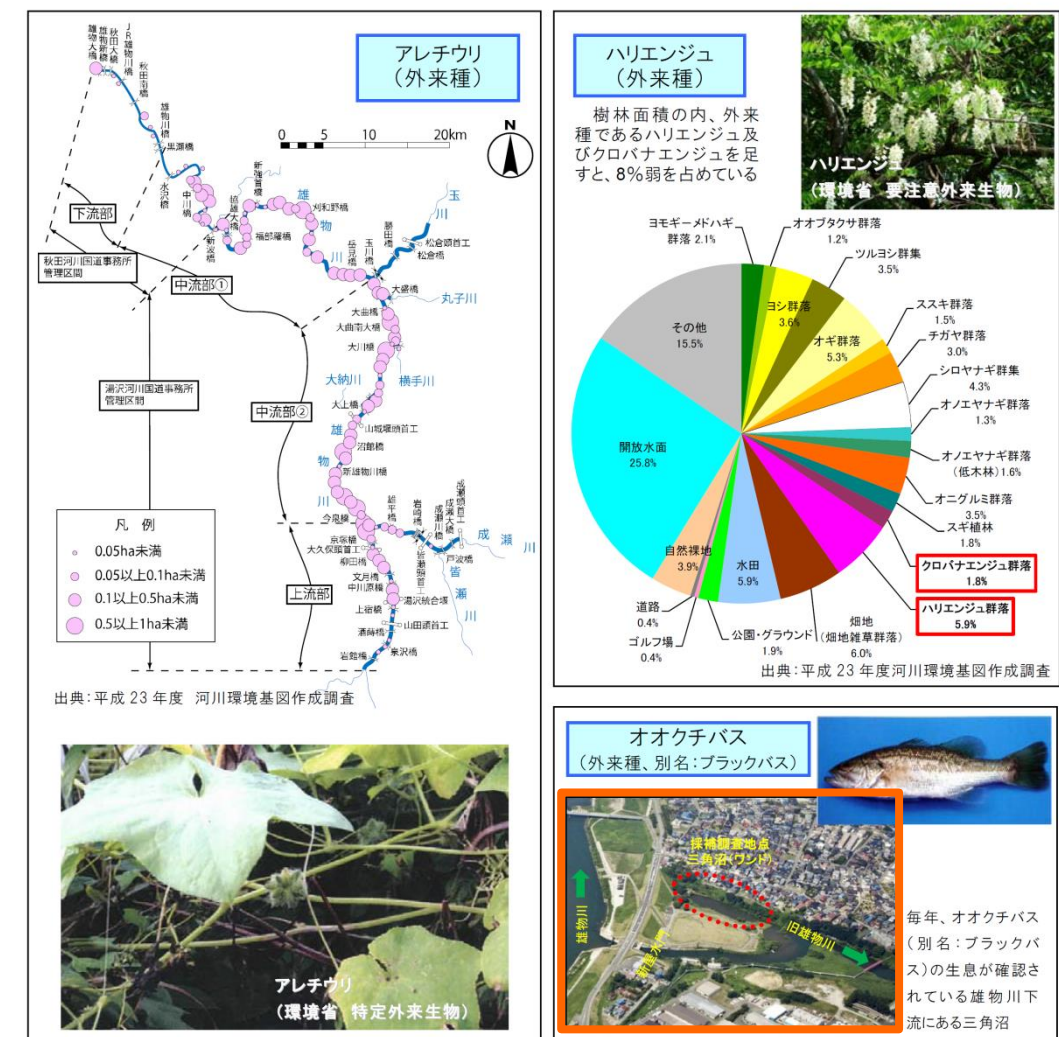 アレチウリ
(外来種)
雄物大橋
雄物新橋
秋田大橋
JR雄物川橋
秋田南橋
雄物川橋
黒瀬橋
水沢橋
中川橋
新波橋
協雄大橋
新強首橋
福部羅橋
刈和野橋
岳見橋
玉川橋
勝田橋
松倉頭首工
松倉橋
大盛橋
大曲橋
大曲南大橋
大川橋
大上橋
山城堰頭首工
沼館橋
新雄物川橋
今泉橋
雄平橋
岩崎橋
皆瀬頭首工
成瀬川橋
成瀬大橋
成瀬頭首工
戸波橋
京塚橋
大久保頭首工
柳田橋
文月橋
中川原橋
湯沢統合堰
上宿橋
山田頭首工
酒蒔橋
泉沢橋
岩館橋
雄物川
玉川
丸子川
横手川
大納川
雄物川
成瀬川
皆瀬川
0 5 10 20km
N
下流部
秋田河川国道事務所
管理区間
中流部①
湯沢河川国道事務所
管理区間
中流部②
上流部
凡 例
0.05ha未満
0.05以上0.1ha未満
0.1以上0.5ha未満
0.5以上1ha未満
出典:平成23年度 河川環境基図作成調査
アレチウリ
(環境省 特定外来生物)
ハリエンジュ
(外来種)
樹林面積の内、外来
種であるハリエンジュ及
びクロバナエンジュを足
すと、8%弱を占めている
ハリエンジュ
(環境省 要注意外来生物)
ヨモギーメドハギ
群落 2.1%
オオブタクサ群落
1.2%
ツルヨシ群集
3.5%
ヨシ群落
3.6%
オギ群落
5.3%
ススキ群落
1.5%
チガヤ群落
3.0%
シロヤナギ群集
4.3%
オノエヤナギ群落
1.3%
オノエヤナギ群落
(低木林)1.6%
オニグルミ群落
3.5%
スギ植林
1.8%
クロバナエンジュ群落
1.8%
ハリエンジュ群落
5.9%
畑地
(畑地雑草群落)
6.0%
水田
5.9%
公園・グラウンド
1.9%
ゴルフ場
0.4%
道路
0.4%
自然裸地
3.9%
開放水面
25.8%
その他
15.5%
出典:平成23年度河川環境基図作成調査
オオクチバス
(外来種、別名:ブラックバス)
採捕調査地点
三角沼(ワンド)
雄物川
新屋水門
旧雄物川
毎年、オオクチバス
(別名:ブラックバ
ス)の生息が確認さ
れている雄物川下
流にある三角沼